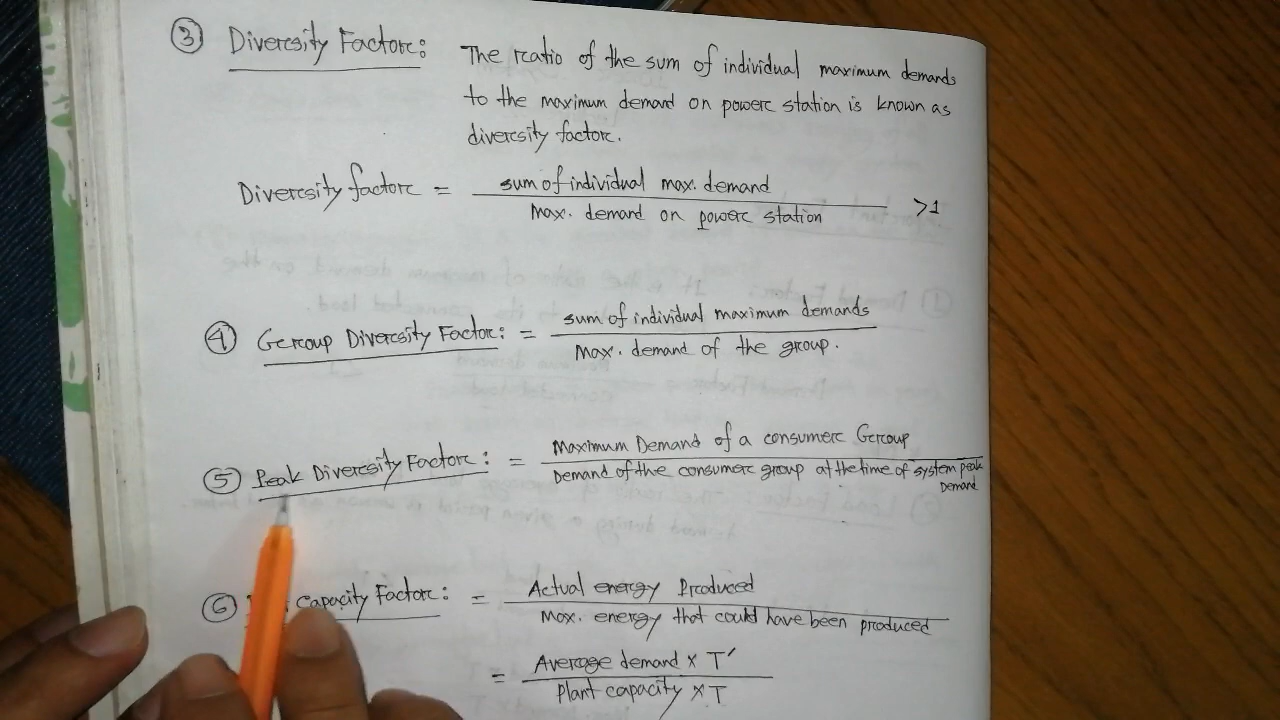 ③ Diversity Factor: The ratio of the sum of individual maximum demands
to the maximum demand on power station is known as
diversity factor.
Diversity factor = sum of individual max. demand / Max. demand on power station >1
④ Group Diversity Factor: = sum of individual maximum demands / Max. demand of the group.
⑤ Peak Diversity Factor: = Maximum Demand of a consumer Group / Demand of the consumer group at the time of system peak Demand
⑥ Capacity Factor: = Actual energy Produced / Max. energy that could have been produced
= Average demand × T′ / Plant capacity × T